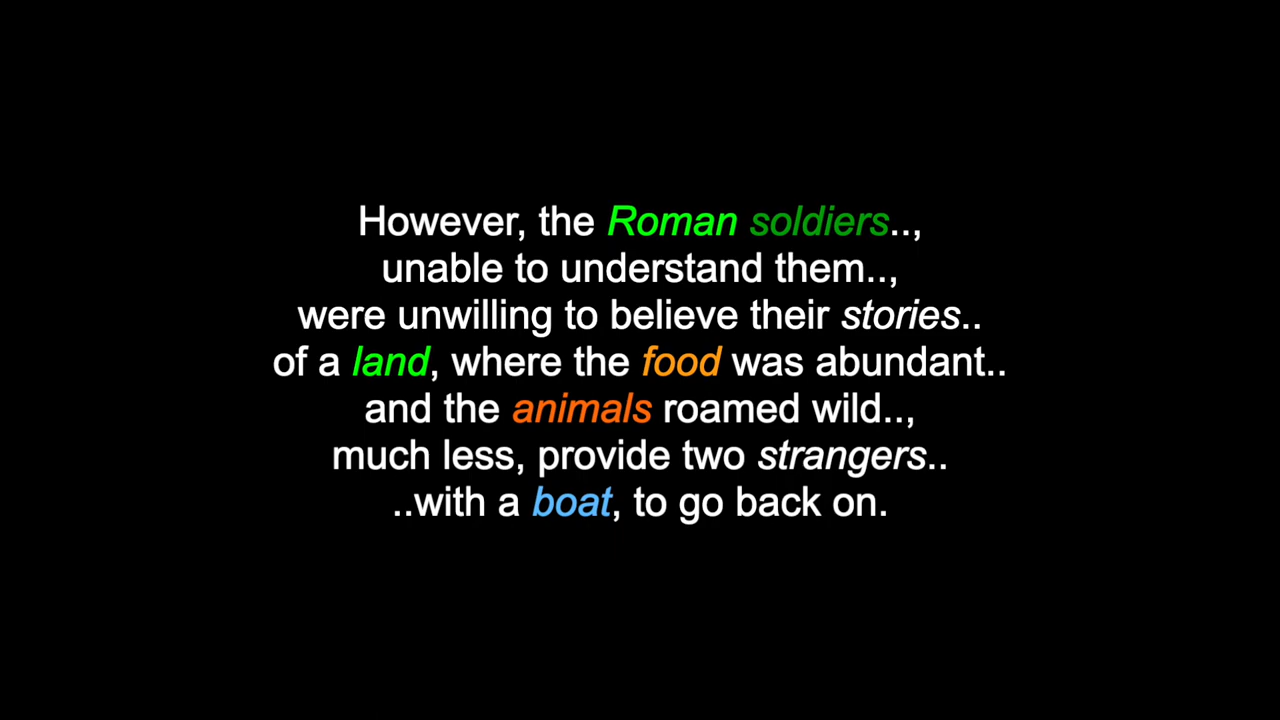 However, the Roman soldiers..,
unable to understand them..,
were unwilling to believe their stories..
of a land, where the food was abundant..
and the animals roamed wild..,
much less, provide two strangers..
..with a boat, to go back on.